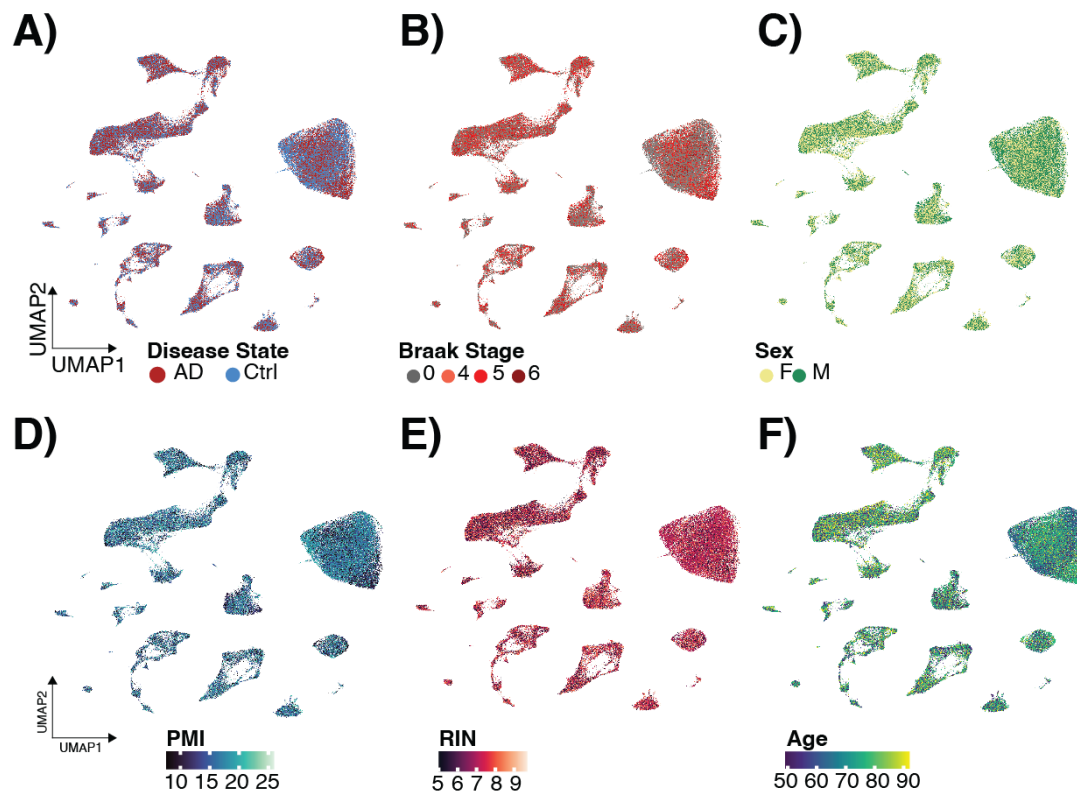 A)
B)
C)
UMAP2
UMAP1
Disease State
AD Ctrl
Braak Stage
0 4 5 6
Sex
F M
D)
E)
F)
UMAP2
UMAP1
PMI
10 15 20 25
RIN
5 6 7 8 9
Age
50 60 70 80 90